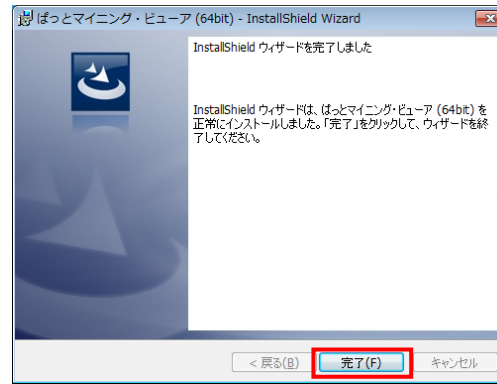 ぱっとマイニング・ビューア (64bit) - InstallShield Wizard
InstallShield ウィザードを完了しました
InstallShield ウィザードは、ぱっとマイニング・ビューア (64bit) を
正常にインストールしました。「完了」をクリックして、ウィザードを終
了してください。
< 戻る(B)
完了(F)
キャンセル